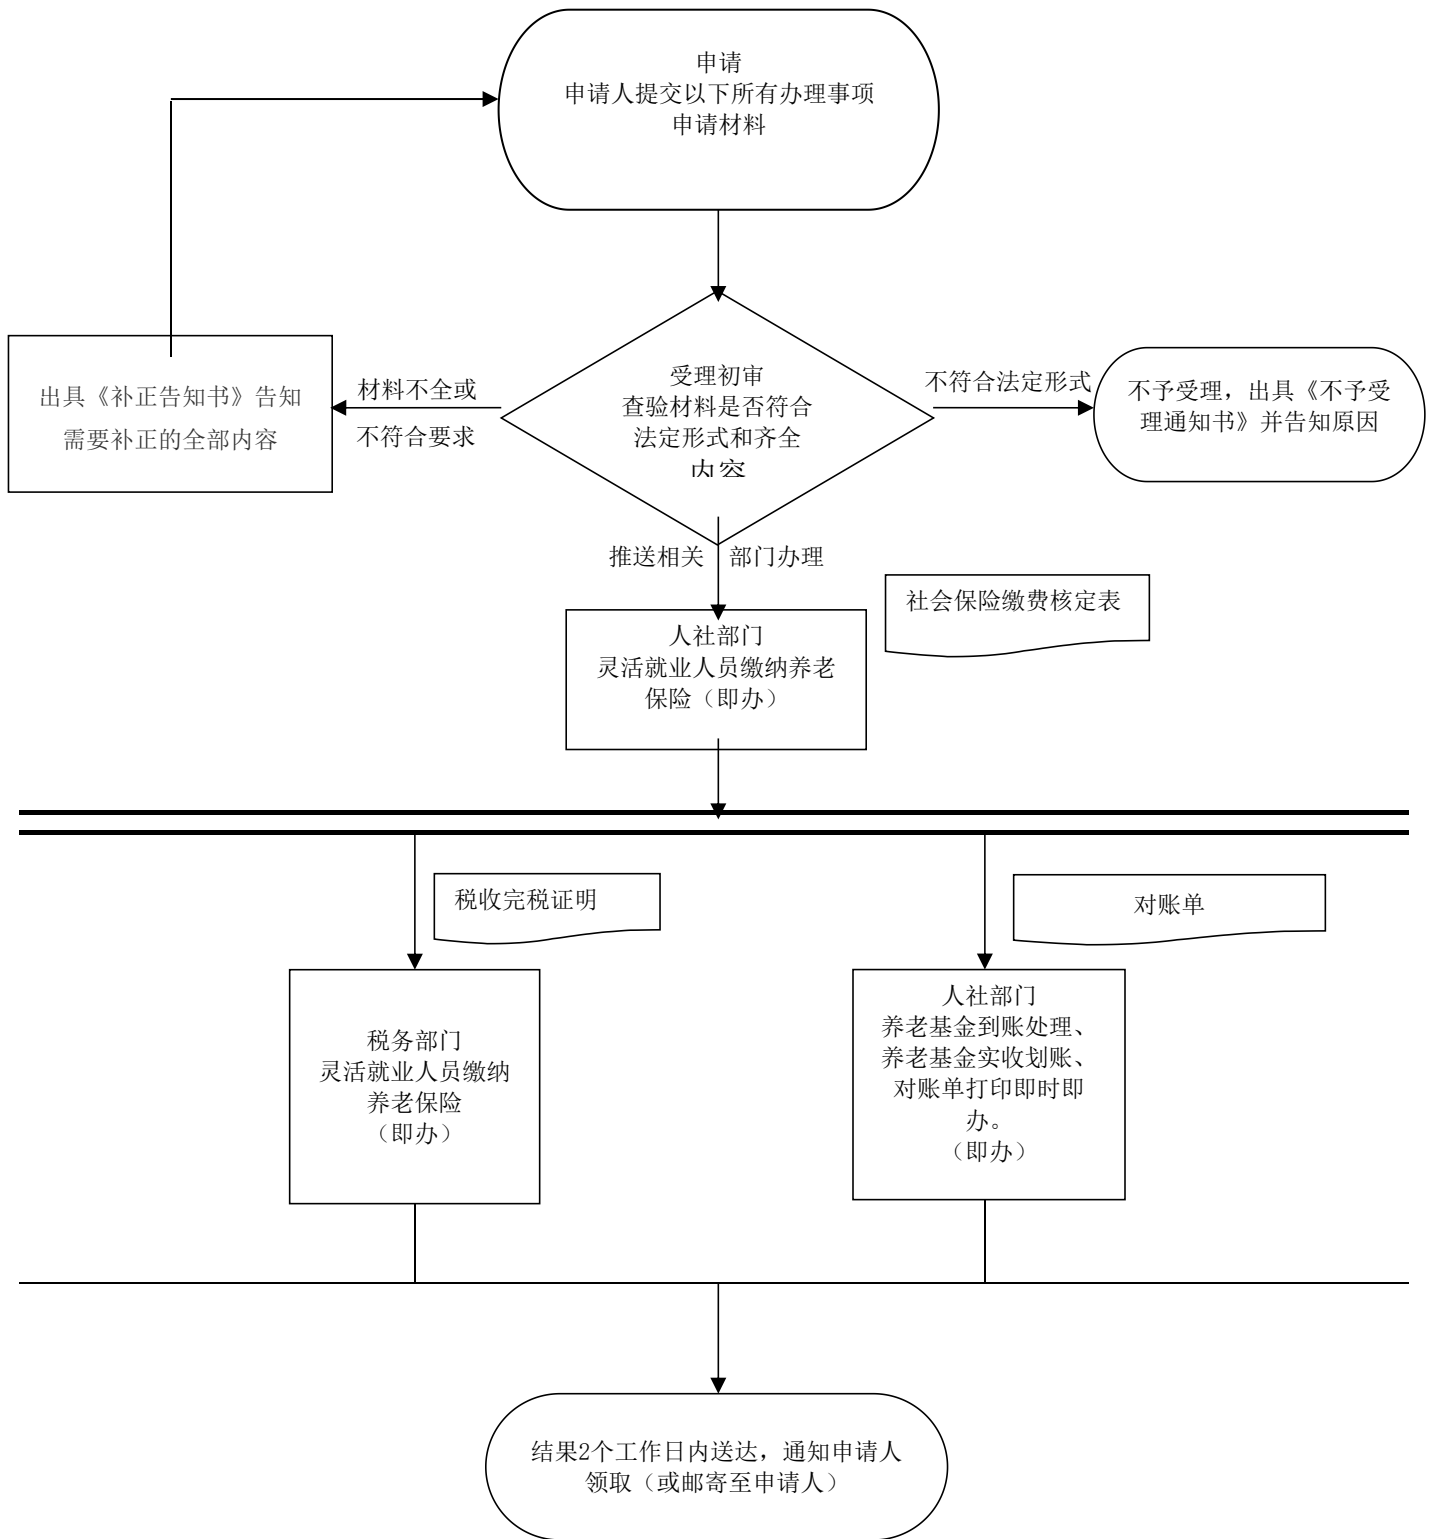 申请
申请人提交以下所有办理事项
申请材料
受理初审
查验材料是否符合
法定形式和齐全
内容
材料不全或
不符合要求
出具《补正告知书》告知
需要补正的全部内容
不符合法定形式
不予受理，出具《不予受
理通知书》并告知原因
推送相关 部门办理
社会保险缴费核定表
人社部门
灵活就业人员缴纳养老
保险（即办）
税收完税证明
对账单
税务部门
灵活就业人员缴纳
养老保险
（即办）
人社部门
养老基金到账处理、
养老基金实收划账、
对账单打印即时即
办。
（即办）
结果2个工作日内送达，通知申请人
领取（或邮寄至申请人）